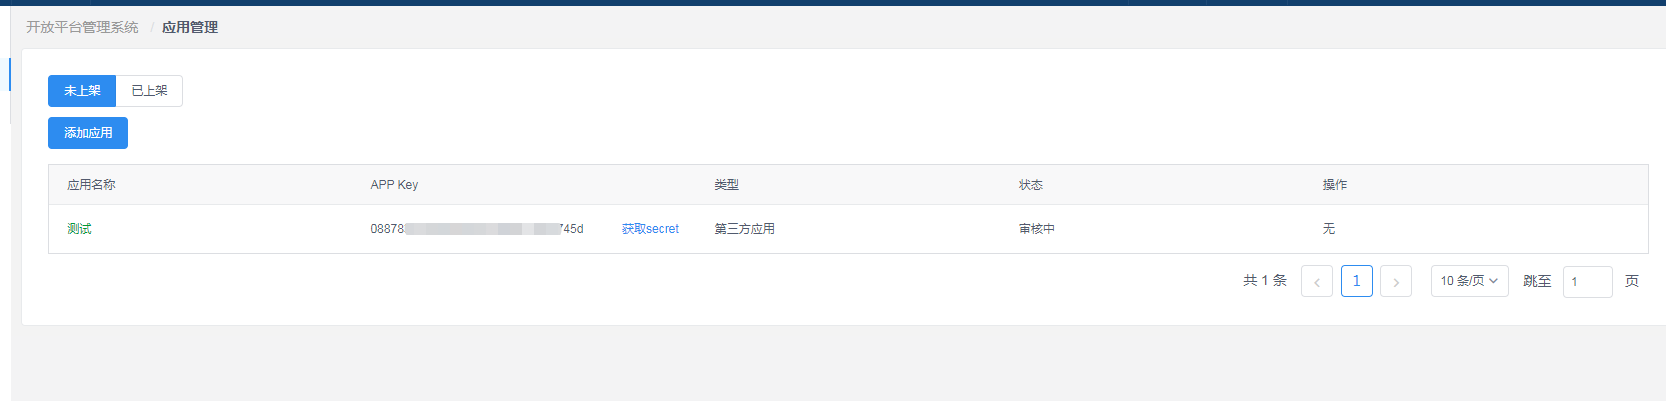 开放平台管理系统 / 应用管理
未上架 已上架
添加应用
应用名称 APP Key 类型 状态 操作
测试 08878 745d 获取secret 第三方应用 审核中 无
共 1 条 1 10 条/页 跳至 1 页